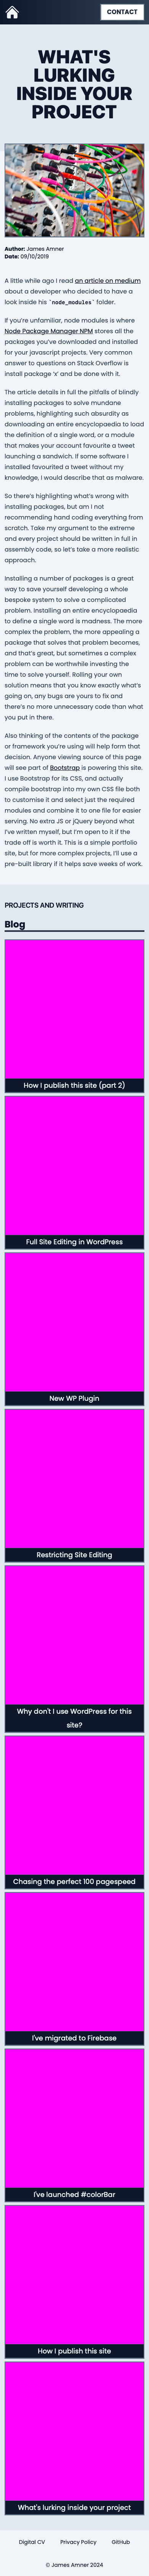 CONTACT
WHAT'S
LURKING
INSIDE YOUR
PROJECT
Author: James Amner
Date: 09/10/2019
A little while ago I read an article on medium
about a developer who decided to have a
look inside his `node_modules` folder.
If you're unfamiliar, node modules is where
Node Package Manager NPM stores all the
packages you've downloaded and installed
for your javascript projects. Very common
answer to questions on Stack Overflow is
install package 'x' and be done with it.
The article details in full the pitfalls of blindly
installing packages to solve mundane
problems, highlighting such absurdity as
downloading an entire encyclopaedia to load
the definition of a single word, or a module
that makes your account favourite a tweet
launching a sandwich. If some software I
installed favourited a tweet without my
knowledge, I would describe that as malware.
So there's highlighting what's wrong with
installing packages, but am I not
recommending hand coding everything from
scratch. Take my argument to the extreme
and every project should be written in full in
assembly code, so let's take a more realistic
approach.
Installing a number of packages is a great
way to save yourself developing a whole
bespoke system to solve a complicated
problem. Installing an entire encyclopaedia
to define a single word is madness. The more
complex the problem, the more appealing a
package that solves that problem becomes,
and that's great, but sometimes a complex
problem can be worthwhile investing the
time to solve yourself. Rolling your own
solution means that you know exactly what's
going on, any bugs are yours to fix and
there's no more unnecessary code than what
you put in there.
Also thinking of the contents of the package
or framework you're using will help form that
decision. Anyone viewing source of this page
will see part of Bootstrap is powering this site.
I use Bootstrap for its CSS, and actually
compile bootstrap into my own CSS file both
to customise it and select just the required
modules and combine it to one file for easier
serving. No extra JS or jQuery beyond what
I've written myself, but I'm open to it if the
trade off is worth it. This is a simple portfolio
site, but for more complex projects, I'll use a
pre-built library if it helps save weeks of work.
PROJECTS AND WRITING
Blog
How I publish this site (part 2)
Full Site Editing in WordPress
New WP Plugin
Restricting Site Editing
Why don't I use WordPress for this
site?
Chasing the perfect 100 pagespeed
I've migrated to Firebase
I've launched #colorBar
How I publish this site
What's lurking inside your project
Digital CV
Privacy Policy
GitHub
© James Amner 2024